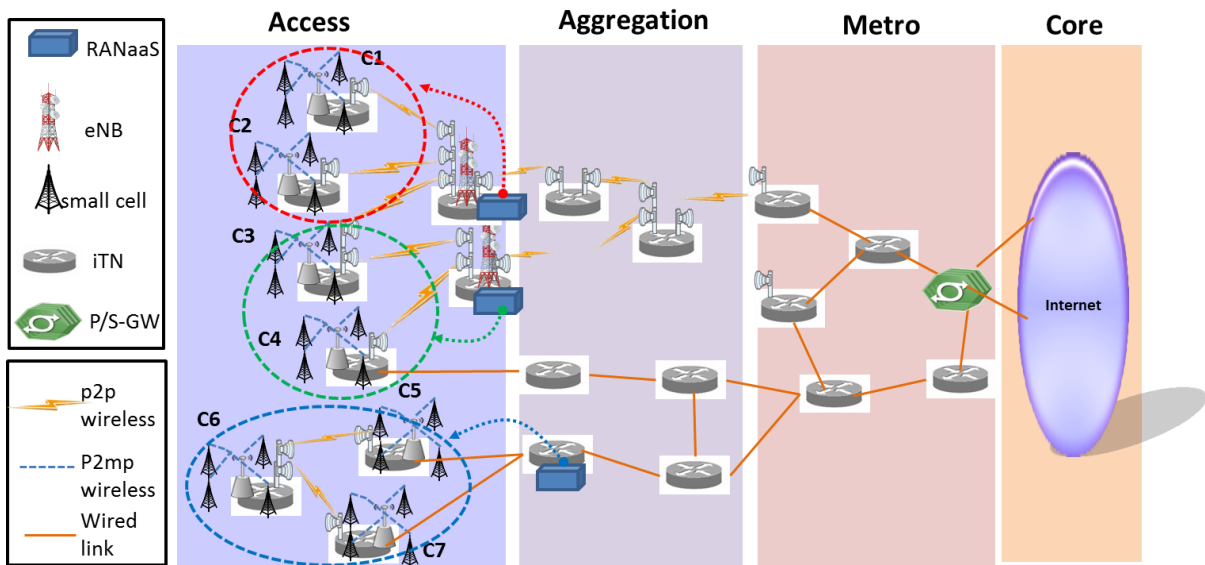 Access
Aggregation
Metro
Core
RANaaS
eNB
small cell
iTN
P/S-GW
p2p
wireless
P2mp
wireless
Wired
link
C1
C2
C3
C4
C5
C6
C7
Internet